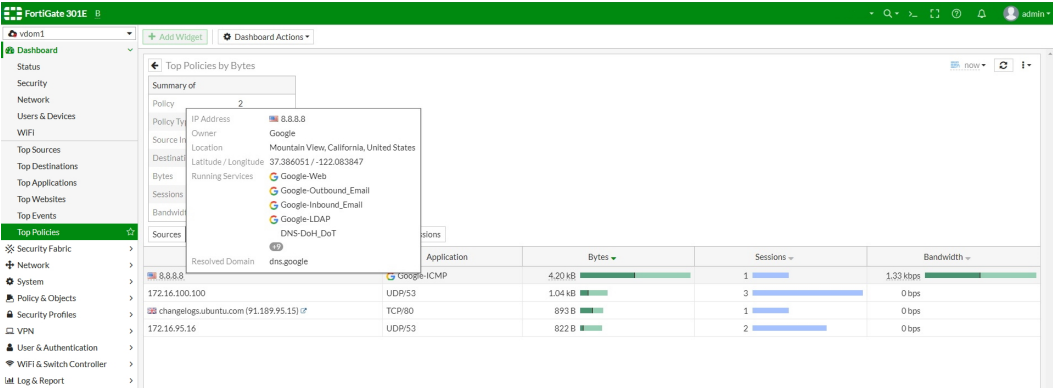 FortiGate 301E B
admin
vdom1
+ Add Widget
Dashboard Actions
Dashboard
Status
Security
Network
Users & Devices
WiFi
Top Sources
Top Destinations
Top Applications
Top Websites
Top Events
Top Policies
Security Fabric
Network
System
Policy & Objects
Security Profiles
VPN
User & Authentication
WiFi & Switch Controller
Log & Report
Top Policies by Bytes
now
Summary of
Policy 2
Policy Ty
Source In
Destinati
Bytes
Sessions
Bandwidt
IP Address 8.8.8.8
Owner Google
Location Mountain View, California, United States
Latitude / Longitude 37.386051 / -122.083847
Running Services Google-Web
Google-Outbound_Email
Google-Inbound_Email
Google-LDAP
DNS-DoH_DoT
+9
Resolved Domain dns.google
Sources
ssions
Application Bytes Sessions Bandwidth
8.8.8.8 Google-ICMP 4.20 kB 1 1.33 kbps
172.16.100.100 UDP/53 1.04 kB 3 0 bps
changelogs.ubuntu.com (91.189.95.15) TCP/80 893 B 1 0 bps
172.16.95.16 UDP/53 822 B 2 0 bps